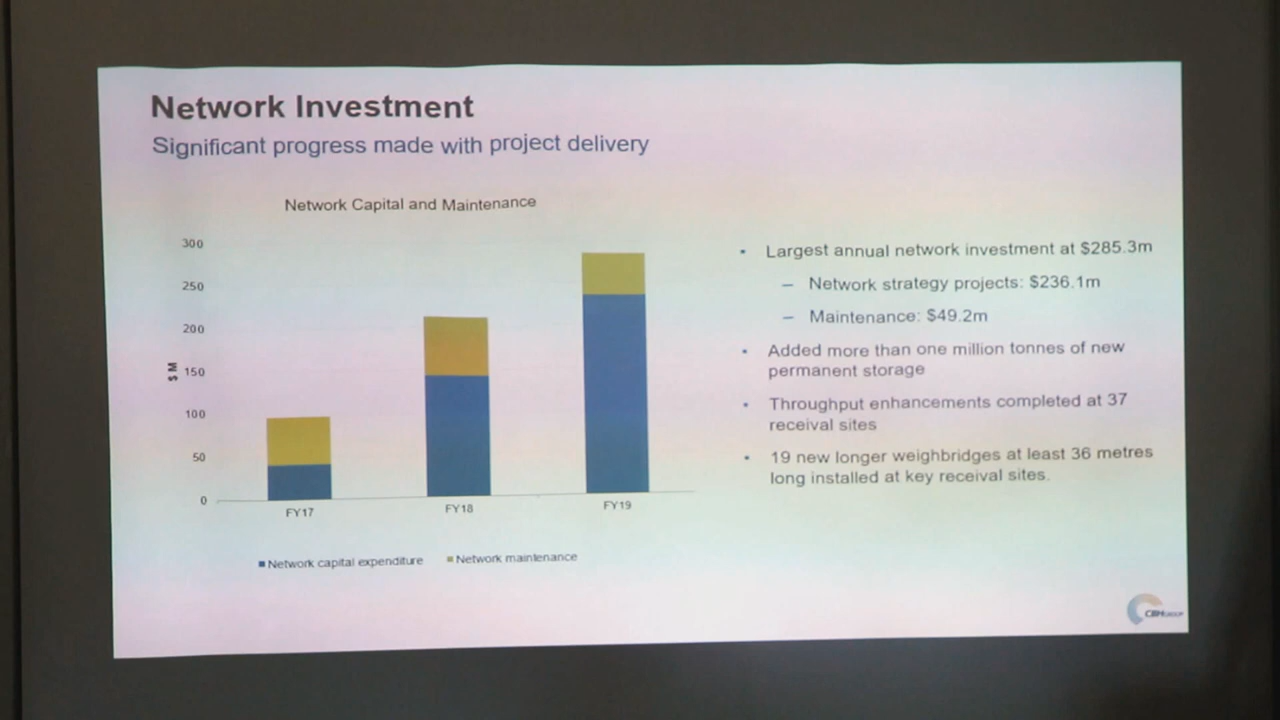 Network Investment
Significant progress made with project delivery
Network Capital and Maintenance
300
250
200
150
100
50
0
$ M
FY17
FY18
FY19
Network capital expenditure
Network maintenance
• Largest annual network investment at $285.3m
– Network strategy projects: $236.1m
– Maintenance: $49.2m
• Added more than one million tonnes of new
permanent storage
• Throughput enhancements completed at 37
receival sites
• 19 new longer weighbridges at least 36 metres
long installed at key receival sites.
CBH GROUP